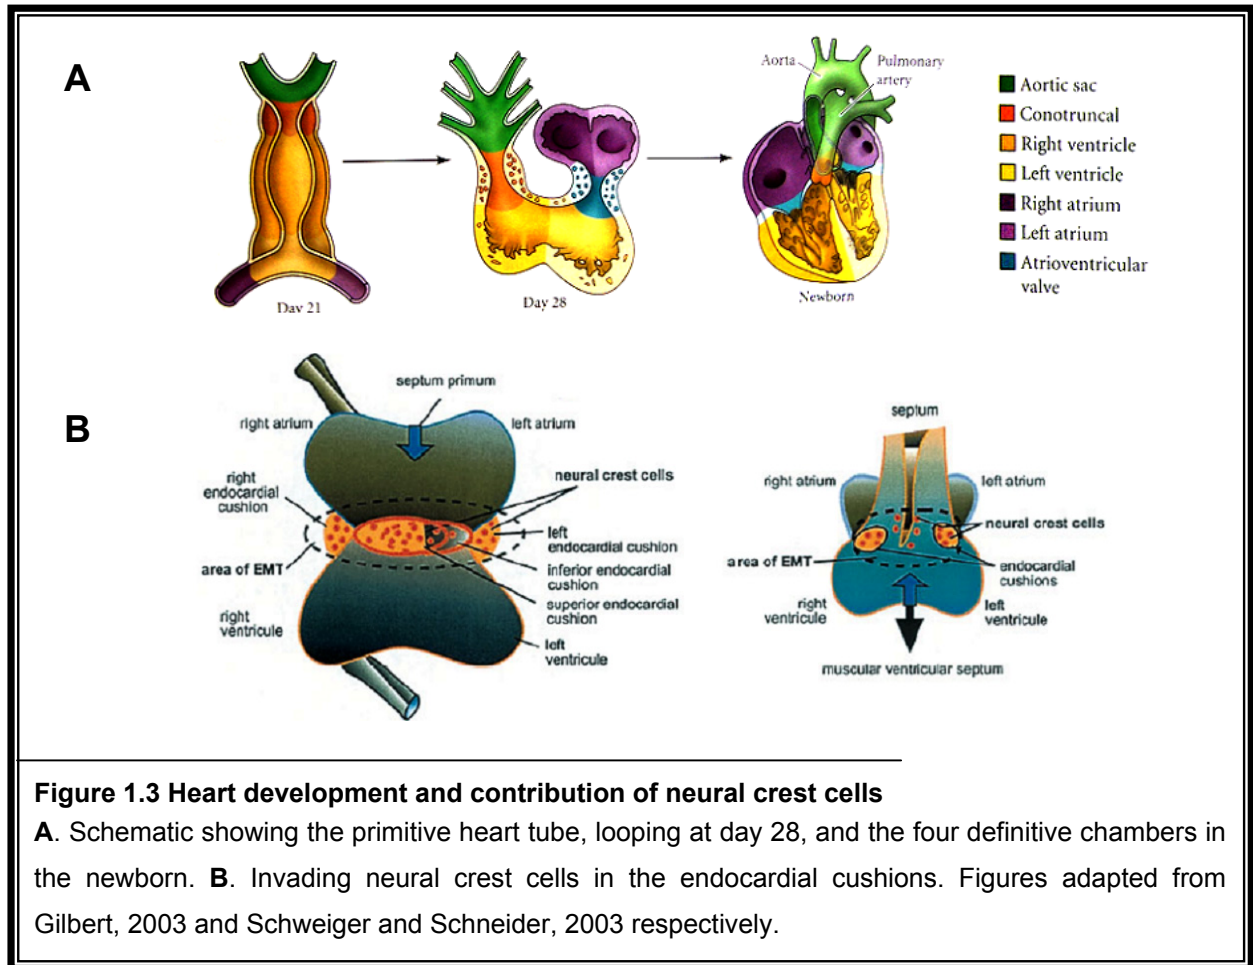 A
Aorta
Pulmonary
artery
Aortic sac
Conotruncal
Right ventricle
Left ventricle
Right atrium
Left atrium
Atrioventricular
valve
Dav 21
Day 28
Newborn
B
septum primum
right atrium
left atrium
right
endocardial
cushion
neural crest cells
left
endocardial cushion
area of EMT
inferior endocardial
cushion
superior endocardial
cushion
right
ventricule
left
ventricule
septum
right atrium
left atrium
neural crest cells
area of EMT
endocardial
cushions
right
ventricule
left
ventricule
muscular ventricular septum
Figure 1.3 Heart development and contribution of neural crest cells
A. Schematic showing the primitive heart tube, looping at day 28, and the four definitive chambers in
the newborn. B. Invading neural crest cells in the endocardial cushions. Figures adapted from
Gilbert, 2003 and Schweiger and Schneider, 2003 respectively.